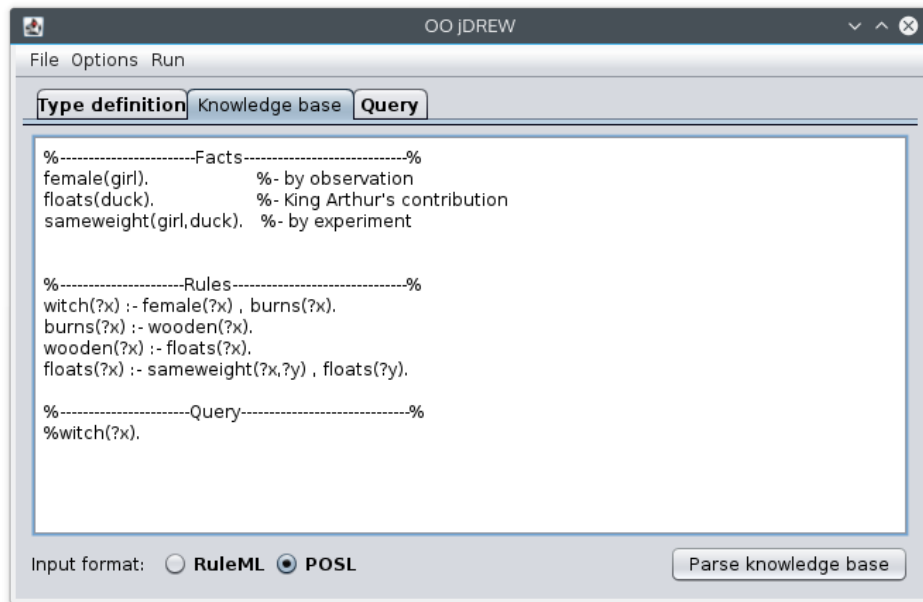 OO jDREW
File Options Run
Type definition Knowledge base Query
%------------------------Facts-----------------------------%
female(girl). %- by observation
floats(duck). %- King Arthur's contribution
sameweight(girl,duck). %- by experiment
%----------------------Rules-------------------------------%
witch(?x) :- female(?x) , burns(?x).
burns(?x) :- wooden(?x).
wooden(?x) :- floats(?x).
floats(?x) :- sameweight(?x,?y) , floats(?y).
%-----------------------Query------------------------------%
%witch(?x).
Input format: RuleML POSL Parse knowledge base